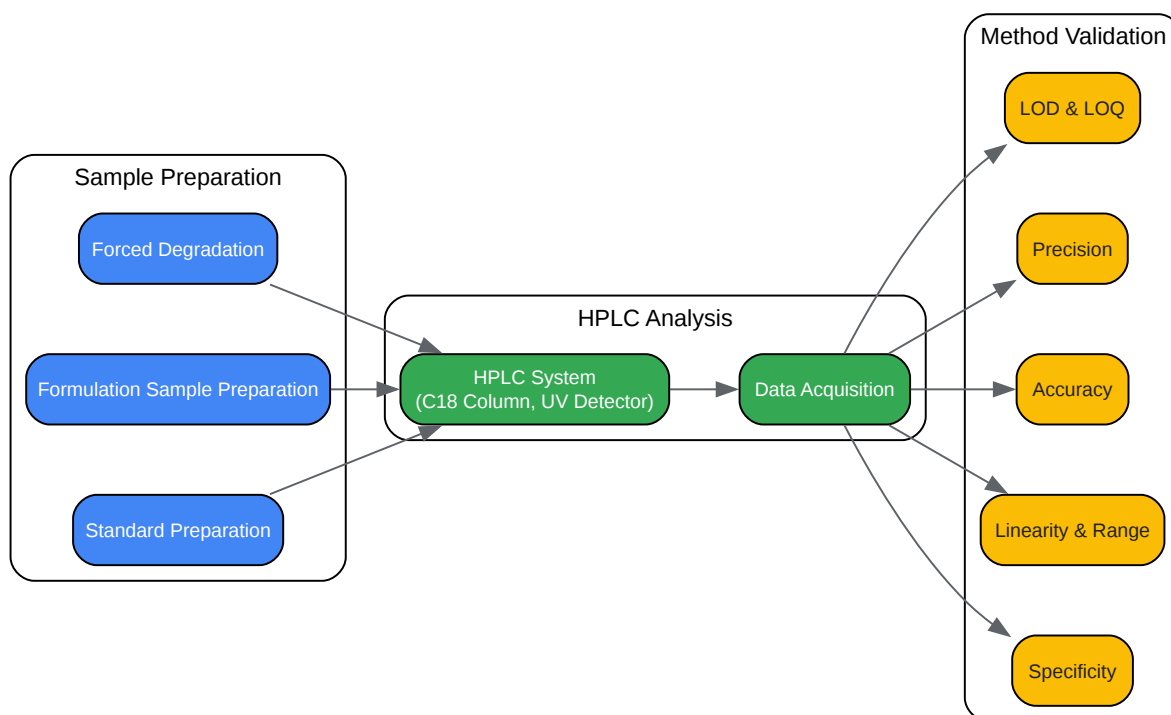 Sample Preparation
Forced Degradation
Formulation Sample Preparation
Standard Preparation
HPLC Analysis
HPLC System
(C18 Column, UV Detector)
Data Acquisition
Method Validation
LOD & LOQ
Precision
Accuracy
Linearity & Range
Specificity